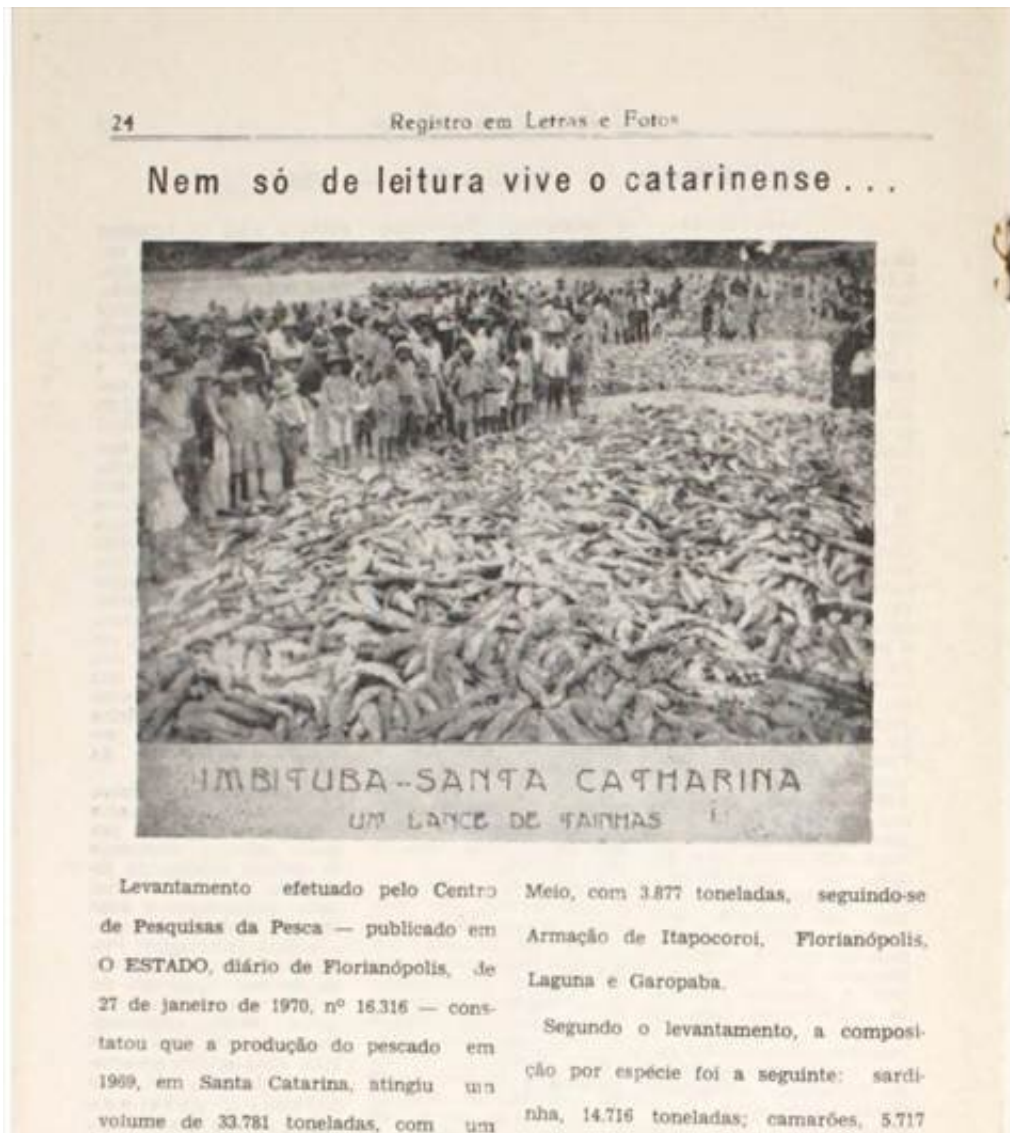 24
Registro em Letras e Fotos
Nem só de leitura vive o catarinense...
IMBITUBA--SANTA CATHARINA
UM LANCE DE TAINHAS
Levantamento efetuado pelo Centro
de Pesquisas da Pesca — publicado em
O ESTADO, diário de Florianópolis, de
27 de janeiro de 1970, nº 16.316 — cons-
tatou que a produção do pescado em
1969, em Santa Catarina, atingiu um
volume de 33.781 toneladas, com um
Meio, com 3.877 toneladas, seguindo-se
Armação de Itapocoroi, Florianópolis,
Laguna e Garopaba.
Segundo o levantamento, a composi-
ção por espécie foi a seguinte: sardi-
nha, 14.716 toneladas; camarões, 5.717